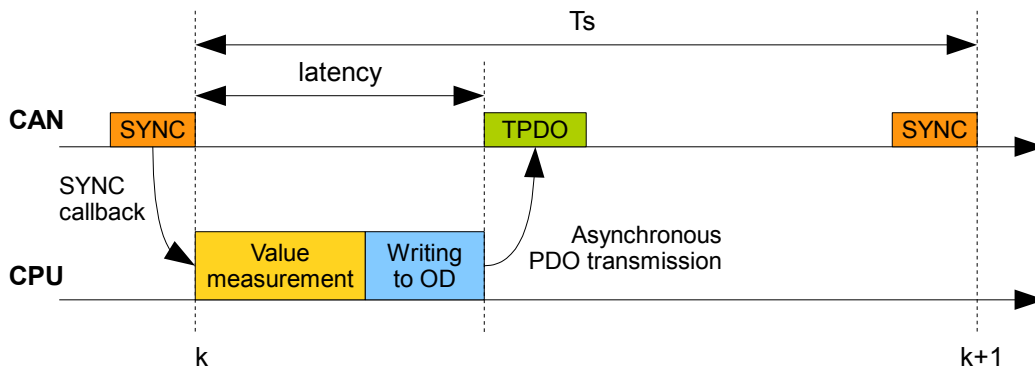 Ts
latency
CAN
SYNC
TPDO
SYNC
SYNC
callback
Value
measurement
Writing
to OD
Asynchronous
PDO transmission
CPU
k
k+1